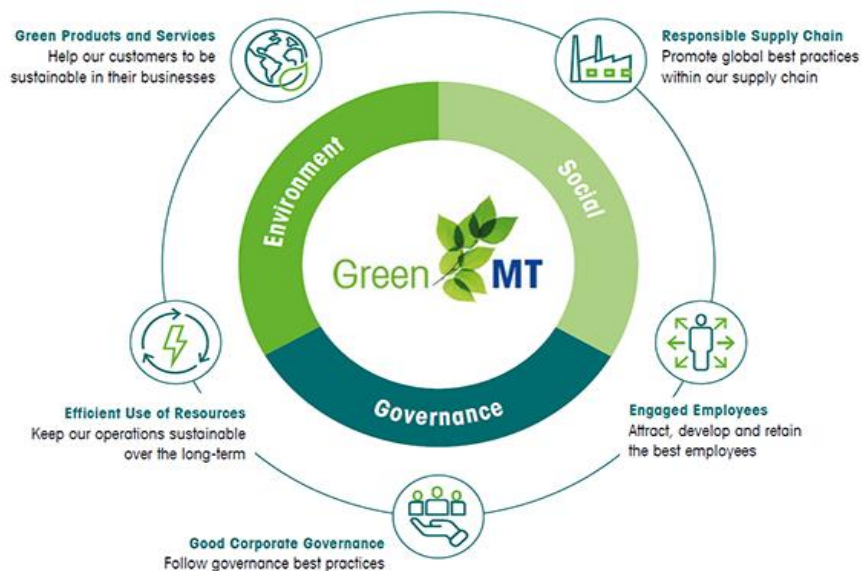 Green Products and Services
Help our customers to be
sustainable in their businesses
Responsible Supply Chain
Promote global best practices
within our supply chain
Environment
Social
Green MT
Governance
Efficient Use of Resources
Keep our operations sustainable
over the long-term
Engaged Employees
Attract, develop and retain
the best employees
Good Corporate Governance
Follow governance best practices